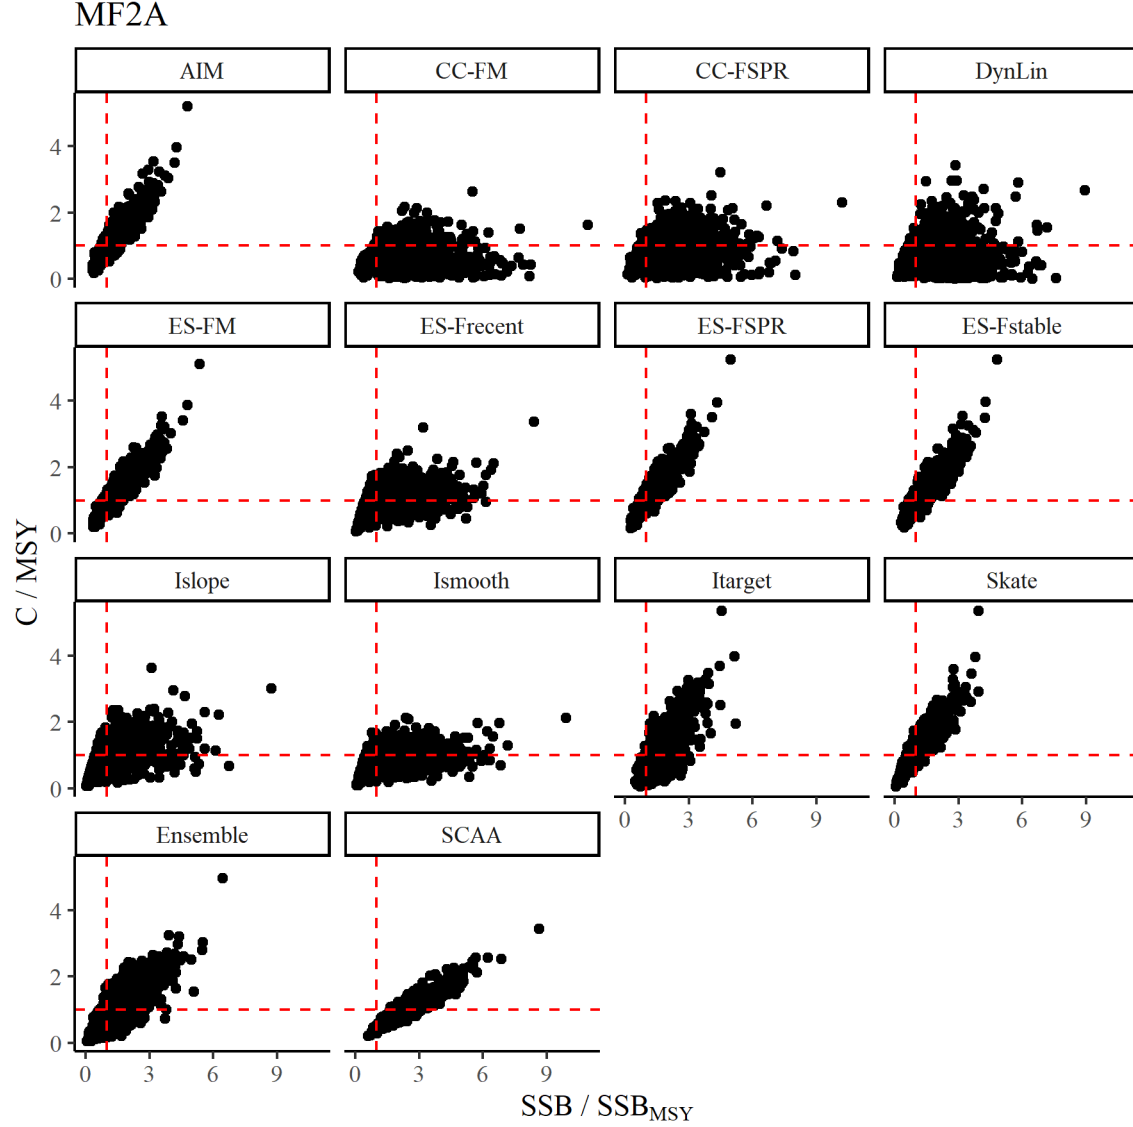 MF2A
AIM CC-FM CC-FSPR DynLin
4
2
0
ES-FM ES-Frecent ES-FSPR ES-Fstable
4
2
0
Islope Ismooth Itarget Skate
4
2
0
0 3 6 9 0 3 6 9
Ensemble SCAA
4
2
0
0 3 6 9 0 3 6 9
C / MSY
SSB / SSBMSY